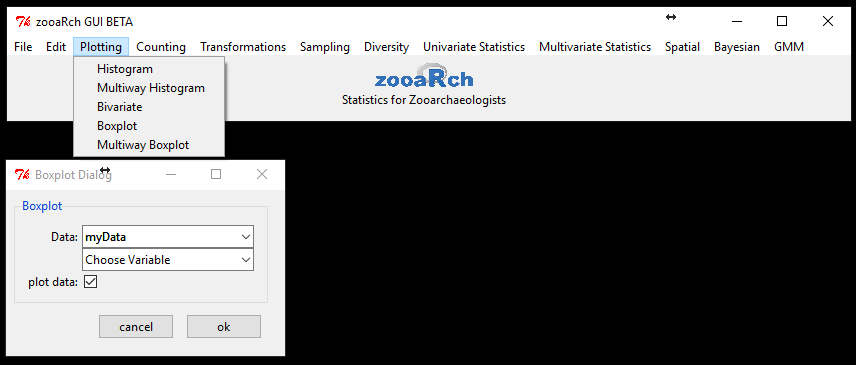 zooaRch GUI BETA
File Edit Plotting Counting Transformations Sampling Diversity Univariate Statistics Multivariate Statistics Spatial Bayesian GMM
zooaRch
Statistics for Zooarchaeologists
Histogram
Multiway Histogram
Bivariate
Boxplot
Multiway Boxplot
Boxplot Dialog
Boxplot
Data: myData
Choose Variable
plot data:
cancel ok